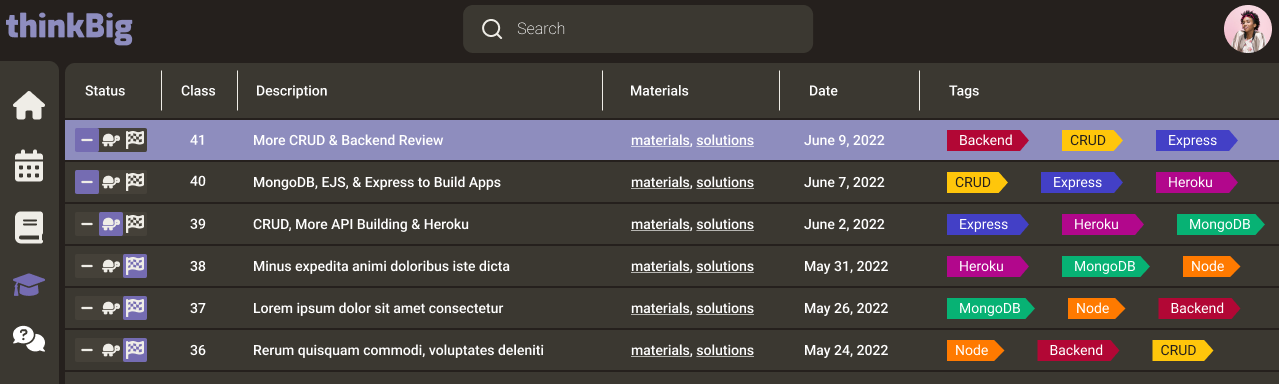 thinkBig
Search
Status Class Description Materials Date Tags
41 More CRUD & Backend Review materials, solutions June 9, 2022 Backend CRUD Express
40 MongoDB, EJS, & Express to Build Apps materials, solutions June 7, 2022 CRUD Express Heroku
39 CRUD, More API Building & Heroku materials, solutions June 2, 2022 Express Heroku MongoDB
38 Minus expedita animi doloribus iste dicta materials, solutions May 31, 2022 Heroku MongoDB Node
37 Lorem ipsum dolor sit amet consectetur materials, solutions May 26, 2022 MongoDB Node Backend
36 Rerum quisquam commodi, voluptates deleniti materials, solutions May 24, 2022 Node Backend CRUD